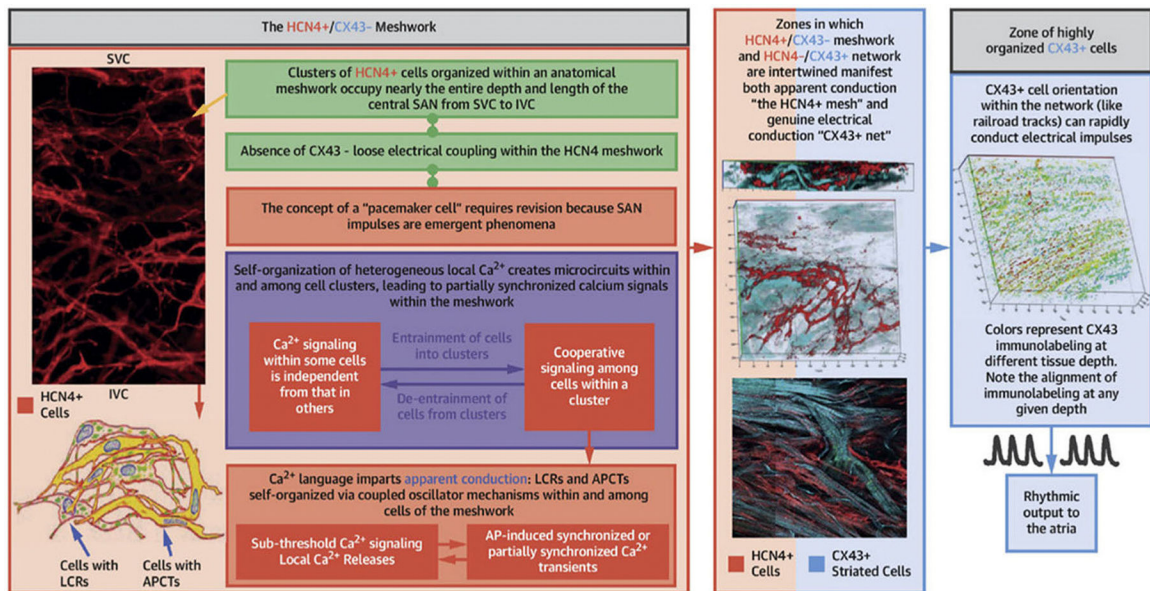 The HCN4+/CX43– Meshwork
SVC
IVC
HCN4+
Cells
Cells with
LCRs
Cells with
APCTs
Clusters of HCN4+ cells organized within an anatomical
meshwork occupy nearly the entire depth and length of the
central SAN from SVC to IVC
Absence of CX43 - loose electrical coupling within the HCN4 meshwork
The concept of a "pacemaker cell" requires revision because SAN
impulses are emergent phenomena
Self-organization of heterogeneous local Ca²⁺ creates microcircuits within
and among cell clusters, leading to partially synchronized calcium signals
within the meshwork
Ca²⁺ signaling
within some cells
is independent
from that in
others
Entrainment of cells
into clusters
De-entrainment of
cells from clusters
Cooperative
signaling among
cells within a
cluster
Ca²⁺ language imparts apparent conduction: LCRs and APCTs
self-organized via coupled oscillator mechanisms within and among
cells of the meshwork
Sub-threshold Ca²⁺ signaling
Local Ca²⁺ Releases
AP-induced synchronized or
partially synchronized Ca²⁺
transients
Zones in which
HCN4+/CX43– meshwork
and HCN4–/CX43+ network
are intertwined manifest
both apparent conduction
"the HCN4+ mesh" and
genuine electrical
conduction "CX43+ net"
HCN4+
Cells
CX43+
Striated Cells
Zone of highly
organized CX43+ cells
CX43+ cell orientation
within the network (like
railroad tracks) can rapidly
conduct electrical impulses
Colors represent CX43
immunolabeling at
different tissue depth.
Note the alignment of
immunolabeling at any
given depth
Rhythmic
output to
the atria